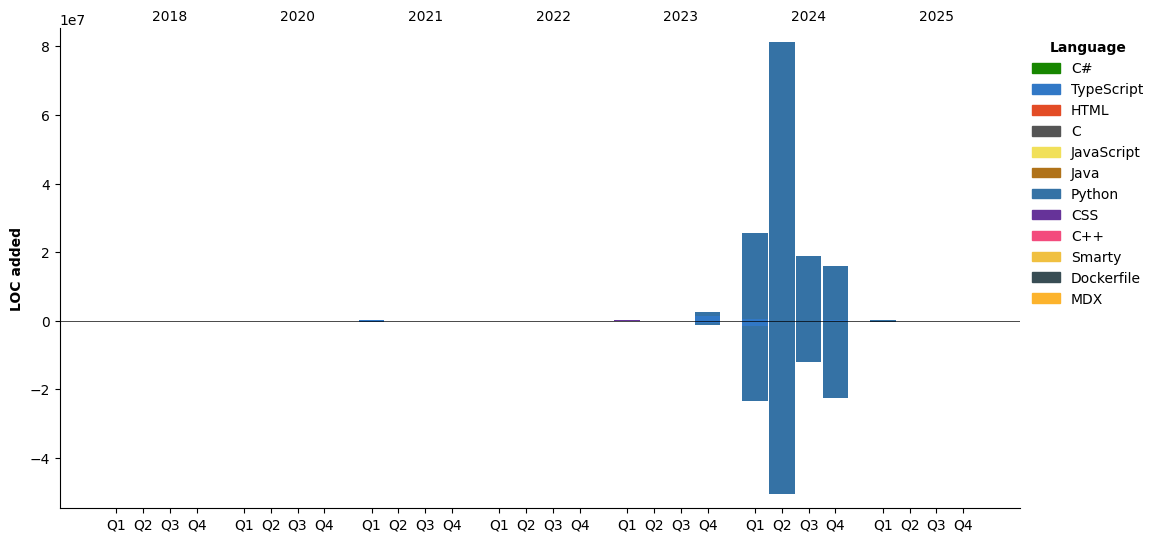 1e7
2018 2020 2021 2022 2023 2024 2025
Language
C#
TypeScript
HTML
C
JavaScript
Java
Python
CSS
C++
Smarty
Dockerfile
MDX
LOC added
8
6
4
2
0
−2
−4
Q1 Q2 Q3 Q4 Q1 Q2 Q3 Q4 Q1 Q2 Q3 Q4 Q1 Q2 Q3 Q4 Q1 Q2 Q3 Q4 Q1 Q2 Q3 Q4 Q1 Q2 Q3 Q4